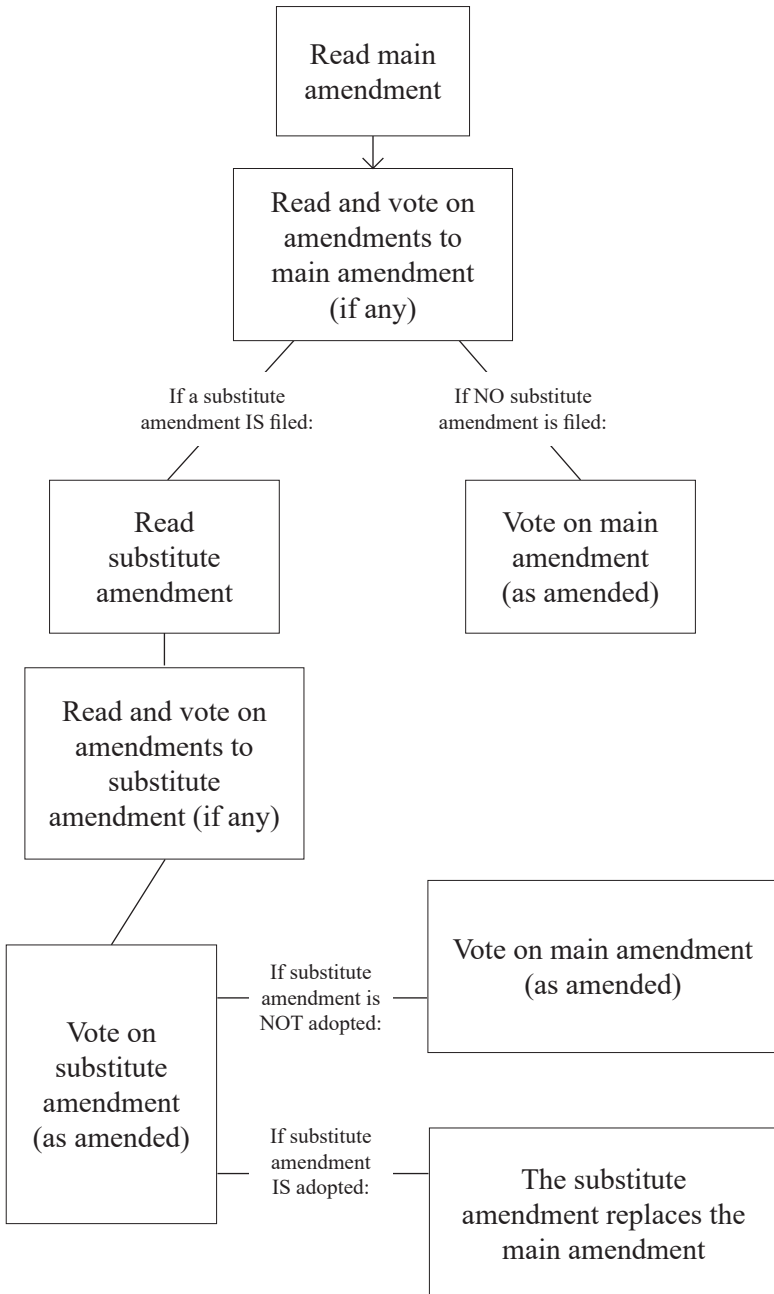 Read main
amendment
Read and vote on
amendments to
main amendment
(if any)
If a substitute
amendment IS filed:
If NO substitute
amendment is filed:
Read
substitute
amendment
Vote on main
amendment
(as amended)
Read and vote on
amendments to
substitute
amendment (if any)
Vote on
substitute
amendment
(as amended)
If substitute
amendment is
NOT adopted:
Vote on main amendment
(as amended)
If substitute
amendment
IS adopted:
The substitute
amendment replaces the
main amendment